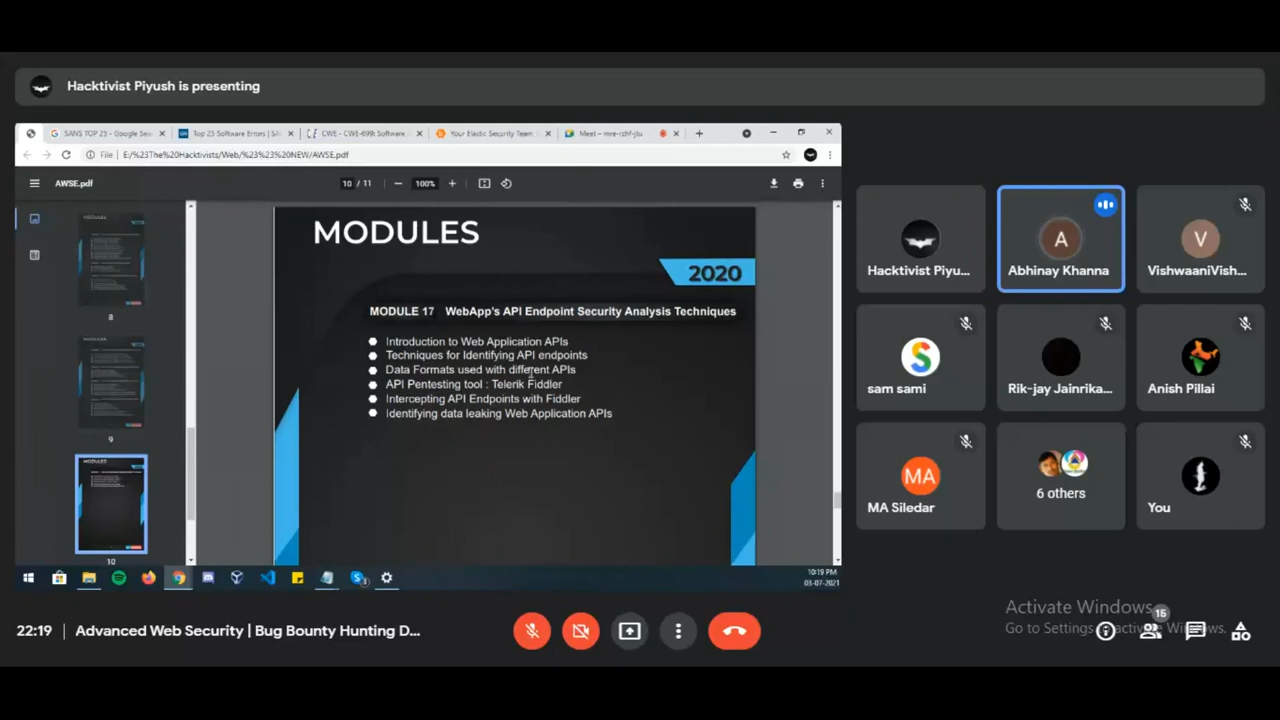 Hacktivist Piyush is presenting
SANS TOP 25 - Google Sea
Top 25 Software Errors | SA
CWE - CWE-699: Software D
Your Elastic Security Team,
Meet – mre-rzhf-jtu
File | E:/%23The%20Hacktivists/Web/%23%23%20NEW/AWSE.pdf
AWSE.pdf
10 / 11
100%
MODULES
2020
MODULE 17 WebApp's API Endpoint Security Analysis Techniques
Introduction to Web Application APIs
Techniques for Identifying API endpoints
Data Formats used with different APIs
API Pentesting tool : Telerik Fiddler
Intercepting API Endpoints with Fiddler
Identifying data leaking Web Application APIs
MODULES
8
MODULES
9
MODULES
10
10:19 PM
03-07-2021
Hacktivist Piyu...
A
Abhinay Khanna
V
VishwaaniVish...
S
sam sami
Rik-jay Jainrika...
Anish Pillai
MA
MA Siledar
6 others
You
22:19 | Advanced Web Security | Bug Bounty Hunting D...
Activate Windows
Go to Settings to activate Windows.
15